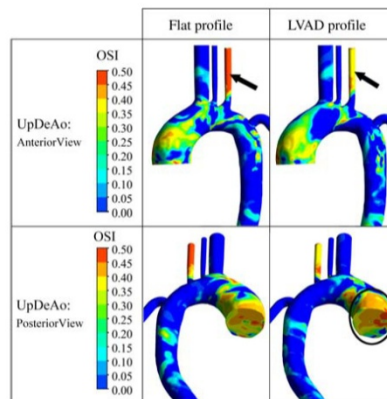 Flat profile
LVAD profile
OSI
0.50
0.45
0.40
0.35
0.30
0.25
0.20
0.15
0.10
0.05
0.00
UpDeAo:
AnteriorView
OSI
0.50
0.45
0.40
0.35
0.30
0.25
0.20
0.15
0.10
0.05
0.00
UpDeAo:
PosteriorView